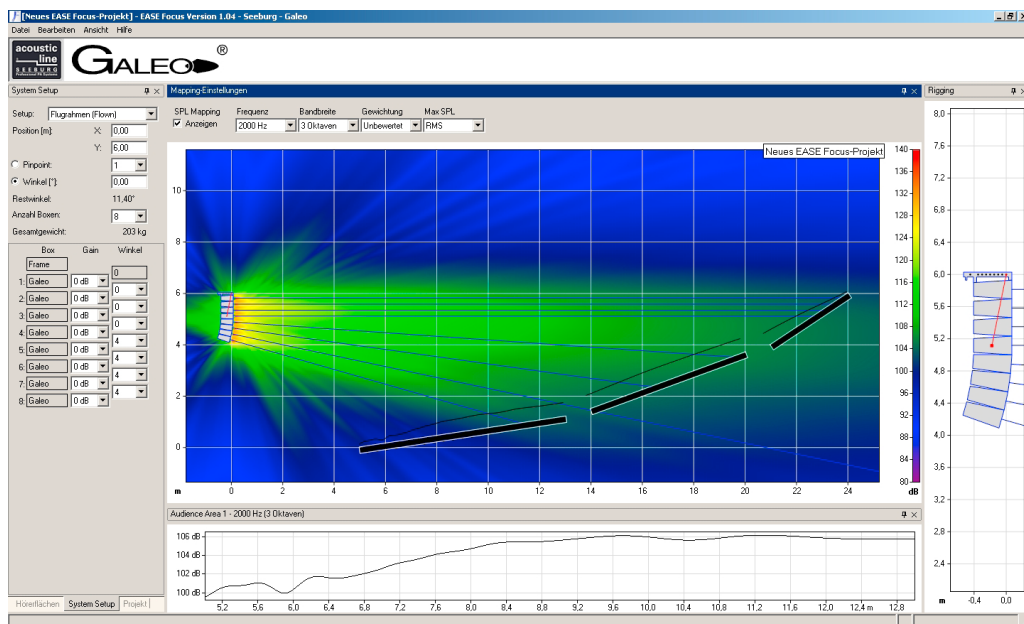 [Neues EASE Focus-Projekt] - EASE Focus Version 1.04 - Seeburg - Galeo
Datei Bearbeiten Ansicht Hilfe
acoustic
line
SEEBURG
Professional PA Systems
GALEO®
System Setup
Setup: Flugrahmen (Flown)
Position [m]: X: 0,00
Y: 6,00
Pinpoint: 1
Winkel [°]: 0,00
Restwinkel: 11,40°
Anzahl Boxen: 8
Gesamtgewicht: 203 kg
Box Gain Winkel
Frame
0
1: Galeo 0 dB
0
2: Galeo 0 dB
0
3: Galeo 0 dB
0
4: Galeo 0 dB
4
5: Galeo 0 dB
4
6: Galeo 0 dB
4
7: Galeo 0 dB
4
8: Galeo 0 dB
Hörerflächen System Setup Projekt
Mapping-Einstellungen
SPL Mapping Frequenz Bandbreite Gewichtung Max SPL
Anzeigen 2000 Hz 3 Oktaven Unbewertet RMS
Neues EASE Focus-Projekt
10
8
6
4
2
0
m 0 2 4 6 8 10 12 14 16 18 20 22 24
140
136
132
128
124
120
116
112
108
104
100
96
92
88
84
80
dB
Audience Area 1 - 2000 Hz (3 Oktaven)
106 dB
104 dB
102 dB
100 dB
5,2 5,6 6,0 6,4 6,8 7,2 7,6 8,0 8,4 8,8 9,2 9,6 10,0 10,4 10,8 11,2 11,6 12,0 12,4 m 12,8
Rigging
8,0
7,6
7,2
6,8
6,4
6,0
5,6
5,2
4,8
4,4
4,0
3,6
3,2
2,8
2,4
m -0,4 0,0